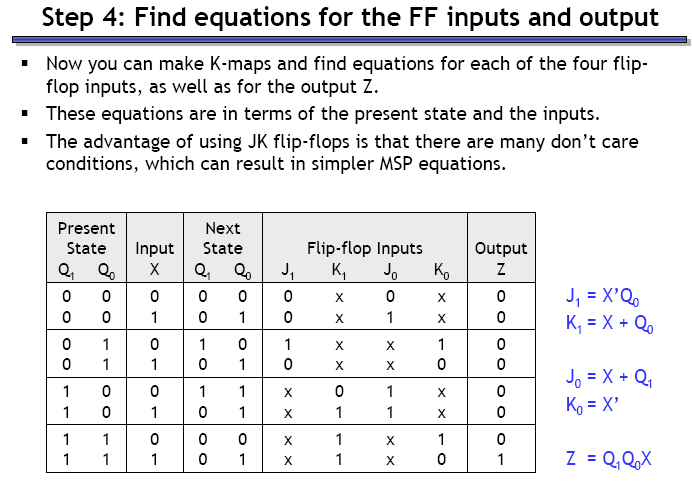 Step 4: Find equations for the FF inputs and output
▪ Now you can make K-maps and find equations for each of the four flip-
flop inputs, as well as for the output Z.
▪ These equations are in terms of the present state and the inputs.
▪ The advantage of using JK flip-flops is that there are many don’t care
conditions, which can result in simpler MSP equations.
Present Next
State Input State Flip-flop Inputs Output
Q₁ Q₀ X Q₁ Q₀ J₁ K₁ J₀ K₀ Z
0 0 0 0 0 0 x 0 x 0
0 0 1 0 1 0 x 1 x 0
0 1 0 1 0 1 x x 1 0
0 1 1 0 1 0 x x 0 0
1 0 0 1 1 x 0 1 x 0
1 0 1 0 1 x 1 1 x 0
1 1 0 0 0 x 1 x 1 0
1 1 1 0 1 x 1 x 0 1
J₁ = X’Q₀
K₁ = X + Q₀
J₀ = X + Q₁
K₀ = X’
Z = Q₁Q₀X